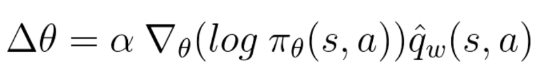 Δθ = α ∇_θ(log π_θ(s, a))q̂_w(s, a)